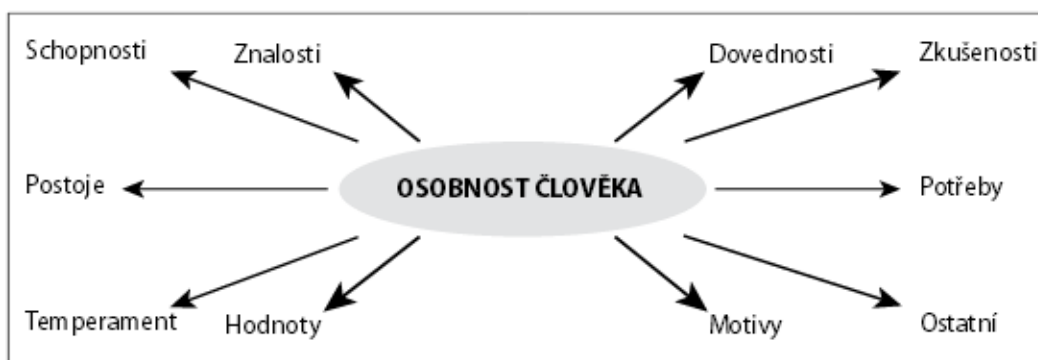 Schopnosti
Znalosti
Dovednosti
Zkušenosti
Postoje
OSOBNOST ČLOVĚKA
Potřeby
Temperament
Hodnoty
Motivy
Ostatní